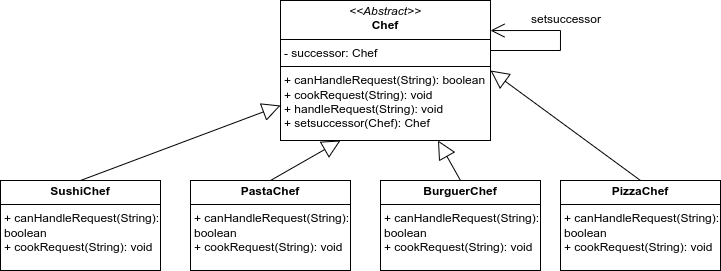 <<Abstract>>
Chef
setsuccessor
- successor: Chef
+ canHandleRequest(String): boolean
+ cookRequest(String): void
+ handleRequest(String): void
+ setsuccessor(Chef): Chef
SushiChef
+ canHandleRequest(String):
boolean
+ cookRequest(String): void
PastaChef
+ canHandleRequest(String):
boolean
+ cookRequest(String): void
BurguerChef
+ canHandleRequest(String):
boolean
+ cookRequest(String): void
PizzaChef
+ canHandleRequest(String):
boolean
+ cookRequest(String): void